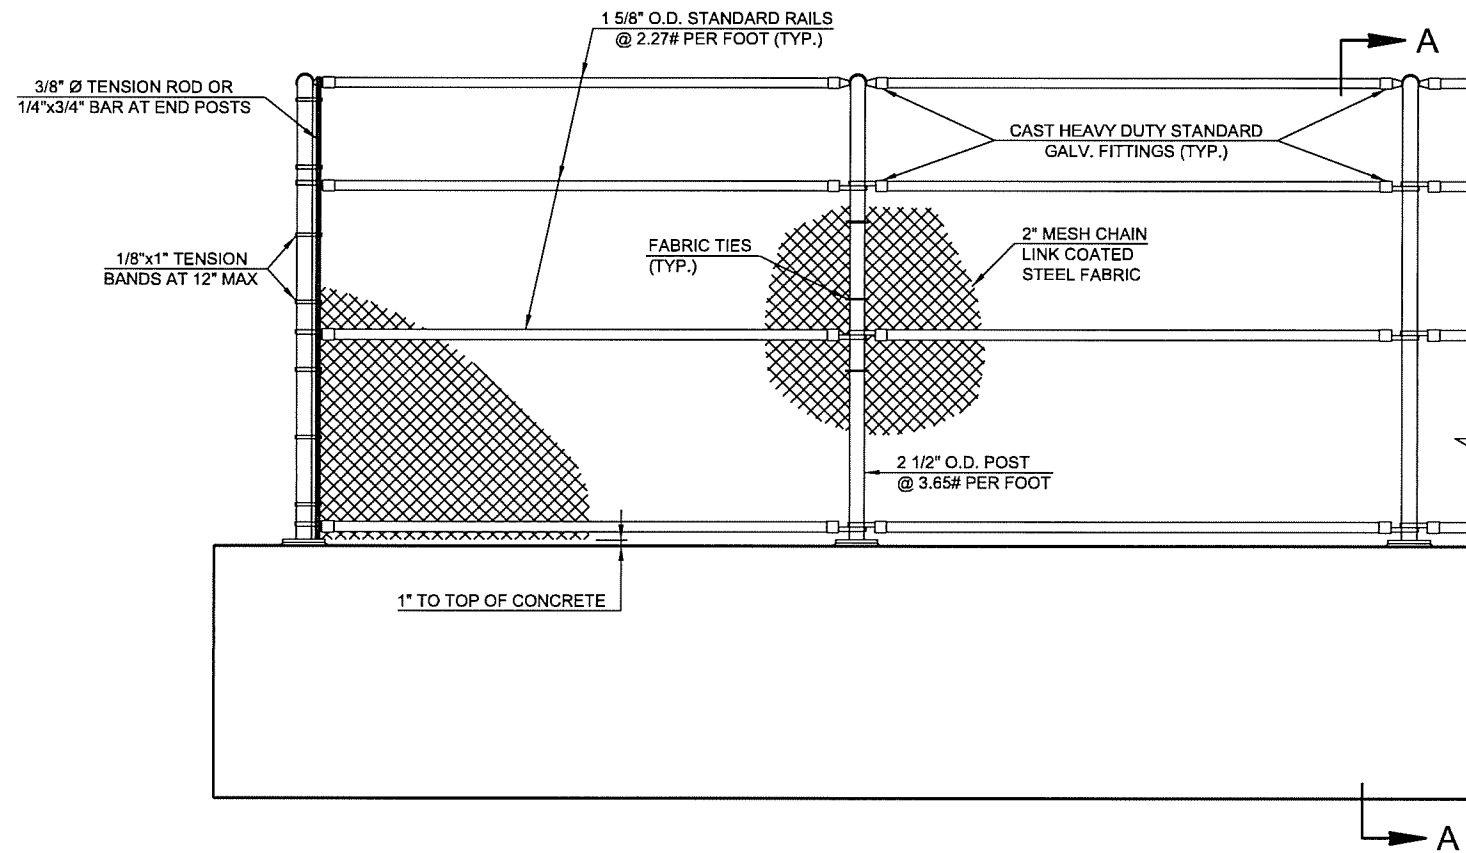 1 5/8" O.D. STANDARD RAILS
@ 2.27# PER FOOT (TYP.)
A
3/8" Ø TENSION ROD OR
1/4"x3/4" BAR AT END POSTS
CAST HEAVY DUTY STANDARD
GALV. FITTINGS (TYP.)
1/8"x1" TENSION
BANDS AT 12" MAX
FABRIC TIES
(TYP.)
2" MESH CHAIN
LINK COATED
STEEL FABRIC
2 1/2" O.D. POST
@ 3.65# PER FOOT
1" TO TOP OF CONCRETE
A